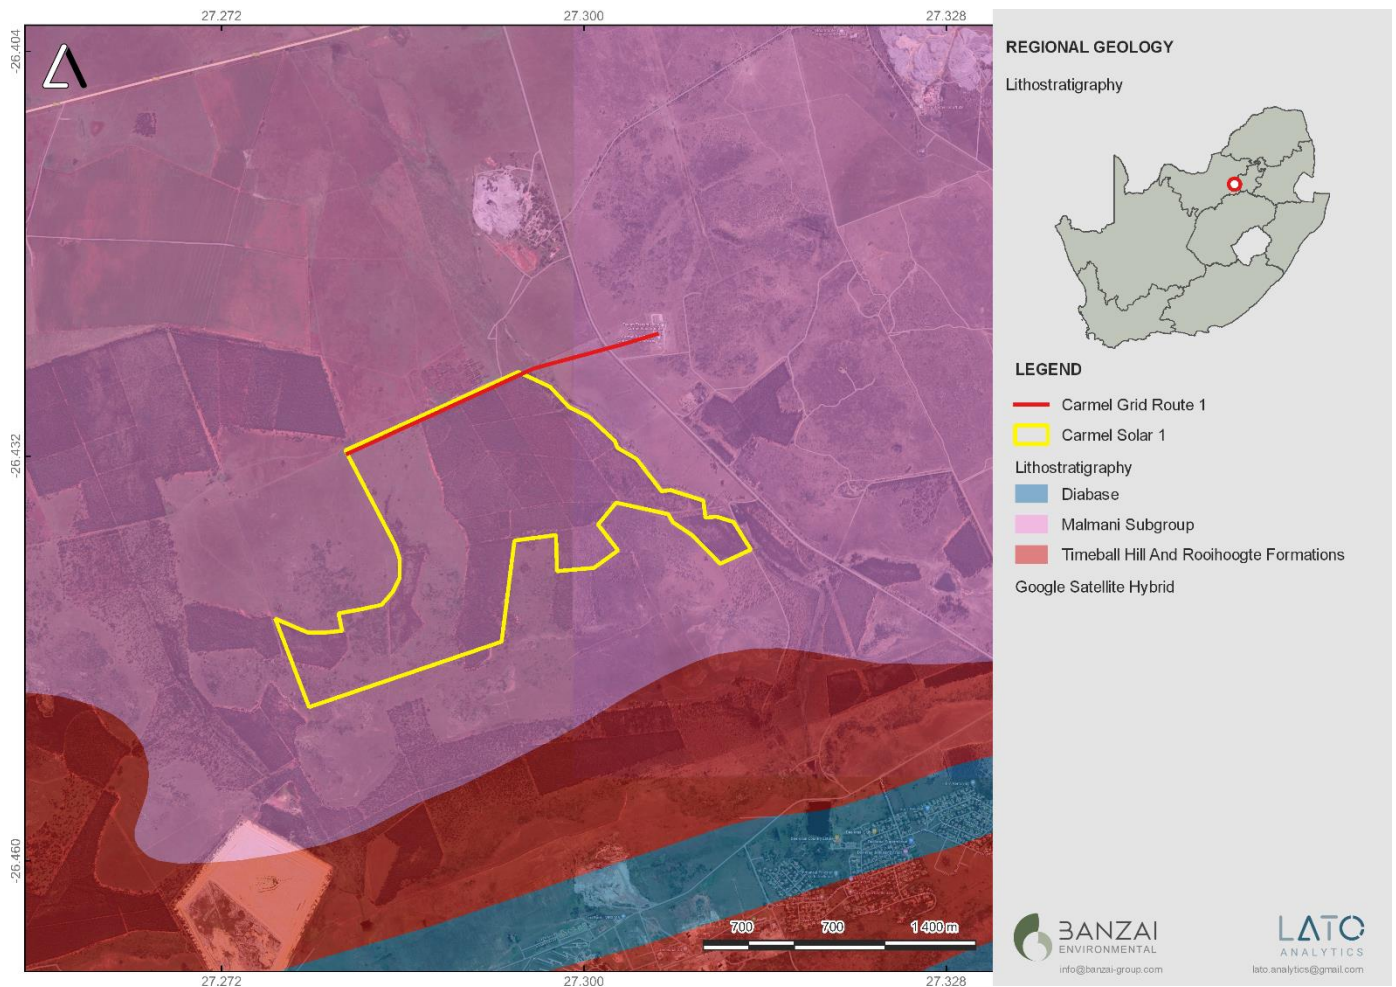 27.272
27.300
27.328
-26.404
-26.432
-26.460
700
700
1 400 m
27.272
27.300
27.328
REGIONAL GEOLOGY
Lithostratigraphy
LEGEND
Carmel Grid Route 1
Carmel Solar 1
Lithostratigraphy
Diabase
Malmani Subgroup
Timeball Hill And Rooihoogte Formations
Google Satellite Hybrid
BANZAI
ENVIRONMENTAL
info@banzai-group.com
LATO
ANALYTICS
lato.analytics@gmail.com